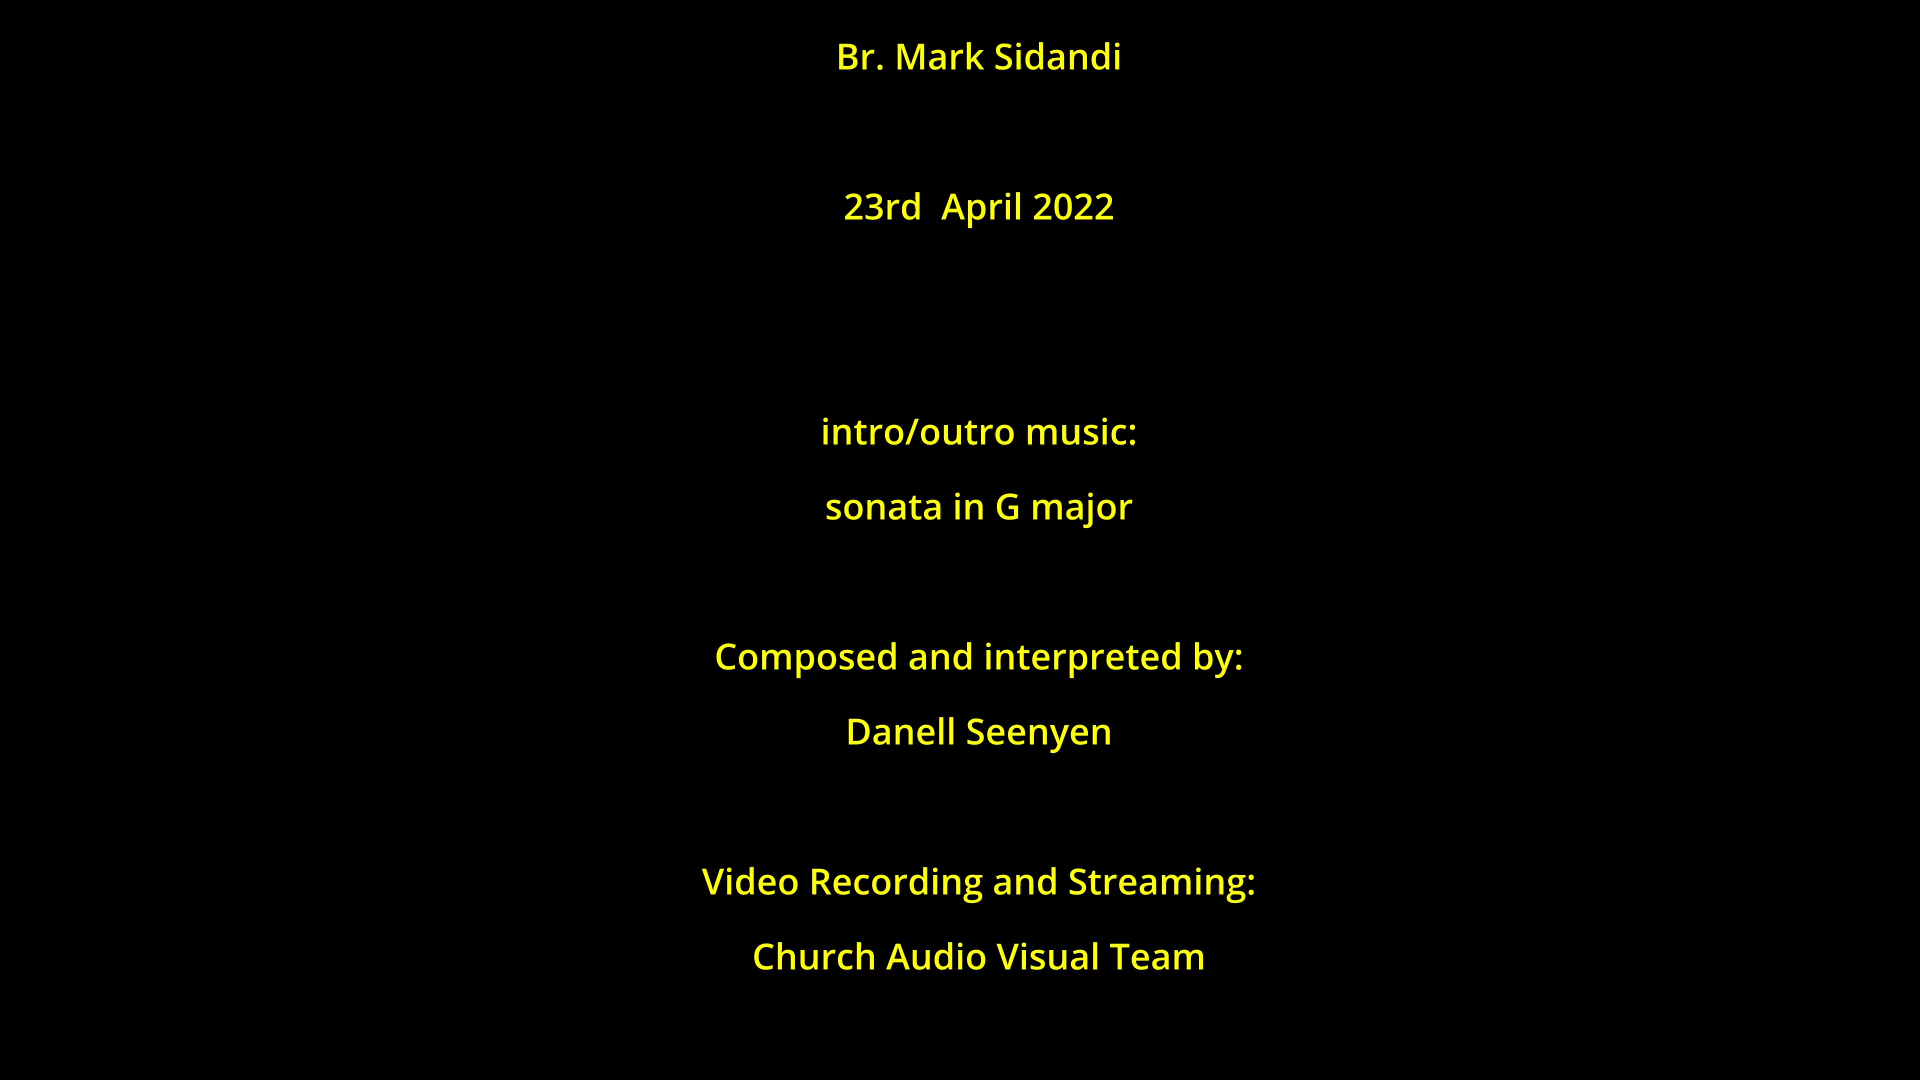 Br. Mark Sidandi
23rd  April 2022
intro/outro music:
sonata in G major
Composed and interpreted by:
Danell Seenyen
Video Recording and Streaming:
Church Audio Visual Team